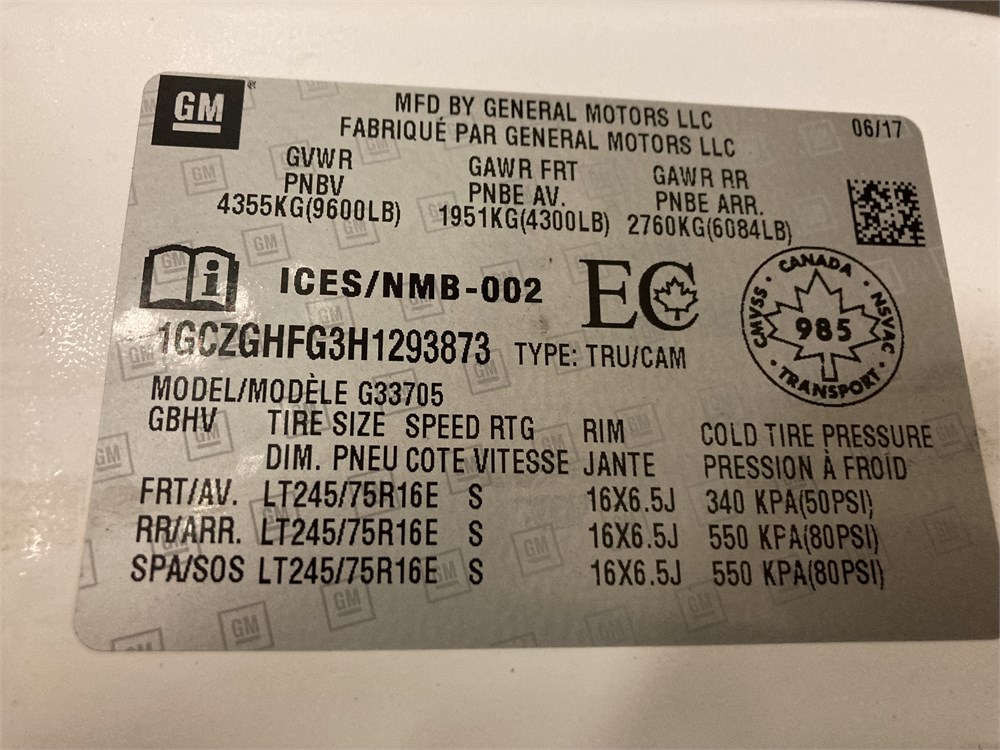 GM
MFD BY GENERAL MOTORS LLC
FABRIQUÉ PAR GENERAL MOTORS LLC
06/17
GVWR GAWR FRT GAWR RR
PNBV PNBE AV. PNBE ARR.
4355KG(9600LB) 1951KG(4300LB) 2760KG(6084LB)
i ICES/NMB-002 EC
CANADA
CMVSS 985 NSVAC
TRANSPORT
1GCZGHFG3H1293873 TYPE: TRU/CAM
MODEL/MODÈLE G33705
GBHV TIRE SIZE SPEED RTG RIM COLD TIRE PRESSURE
DIM. PNEU COTE VITESSE JANTE PRESSION À FROID
FRT/AV. LT245/75R16E S 16X6.5J 340 KPA(50PSI)
RR/ARR. LT245/75R16E S 16X6.5J 550 KPA(80PSI)
SPA/SOS LT245/75R16E S 16X6.5J 550 KPA(80PSI)